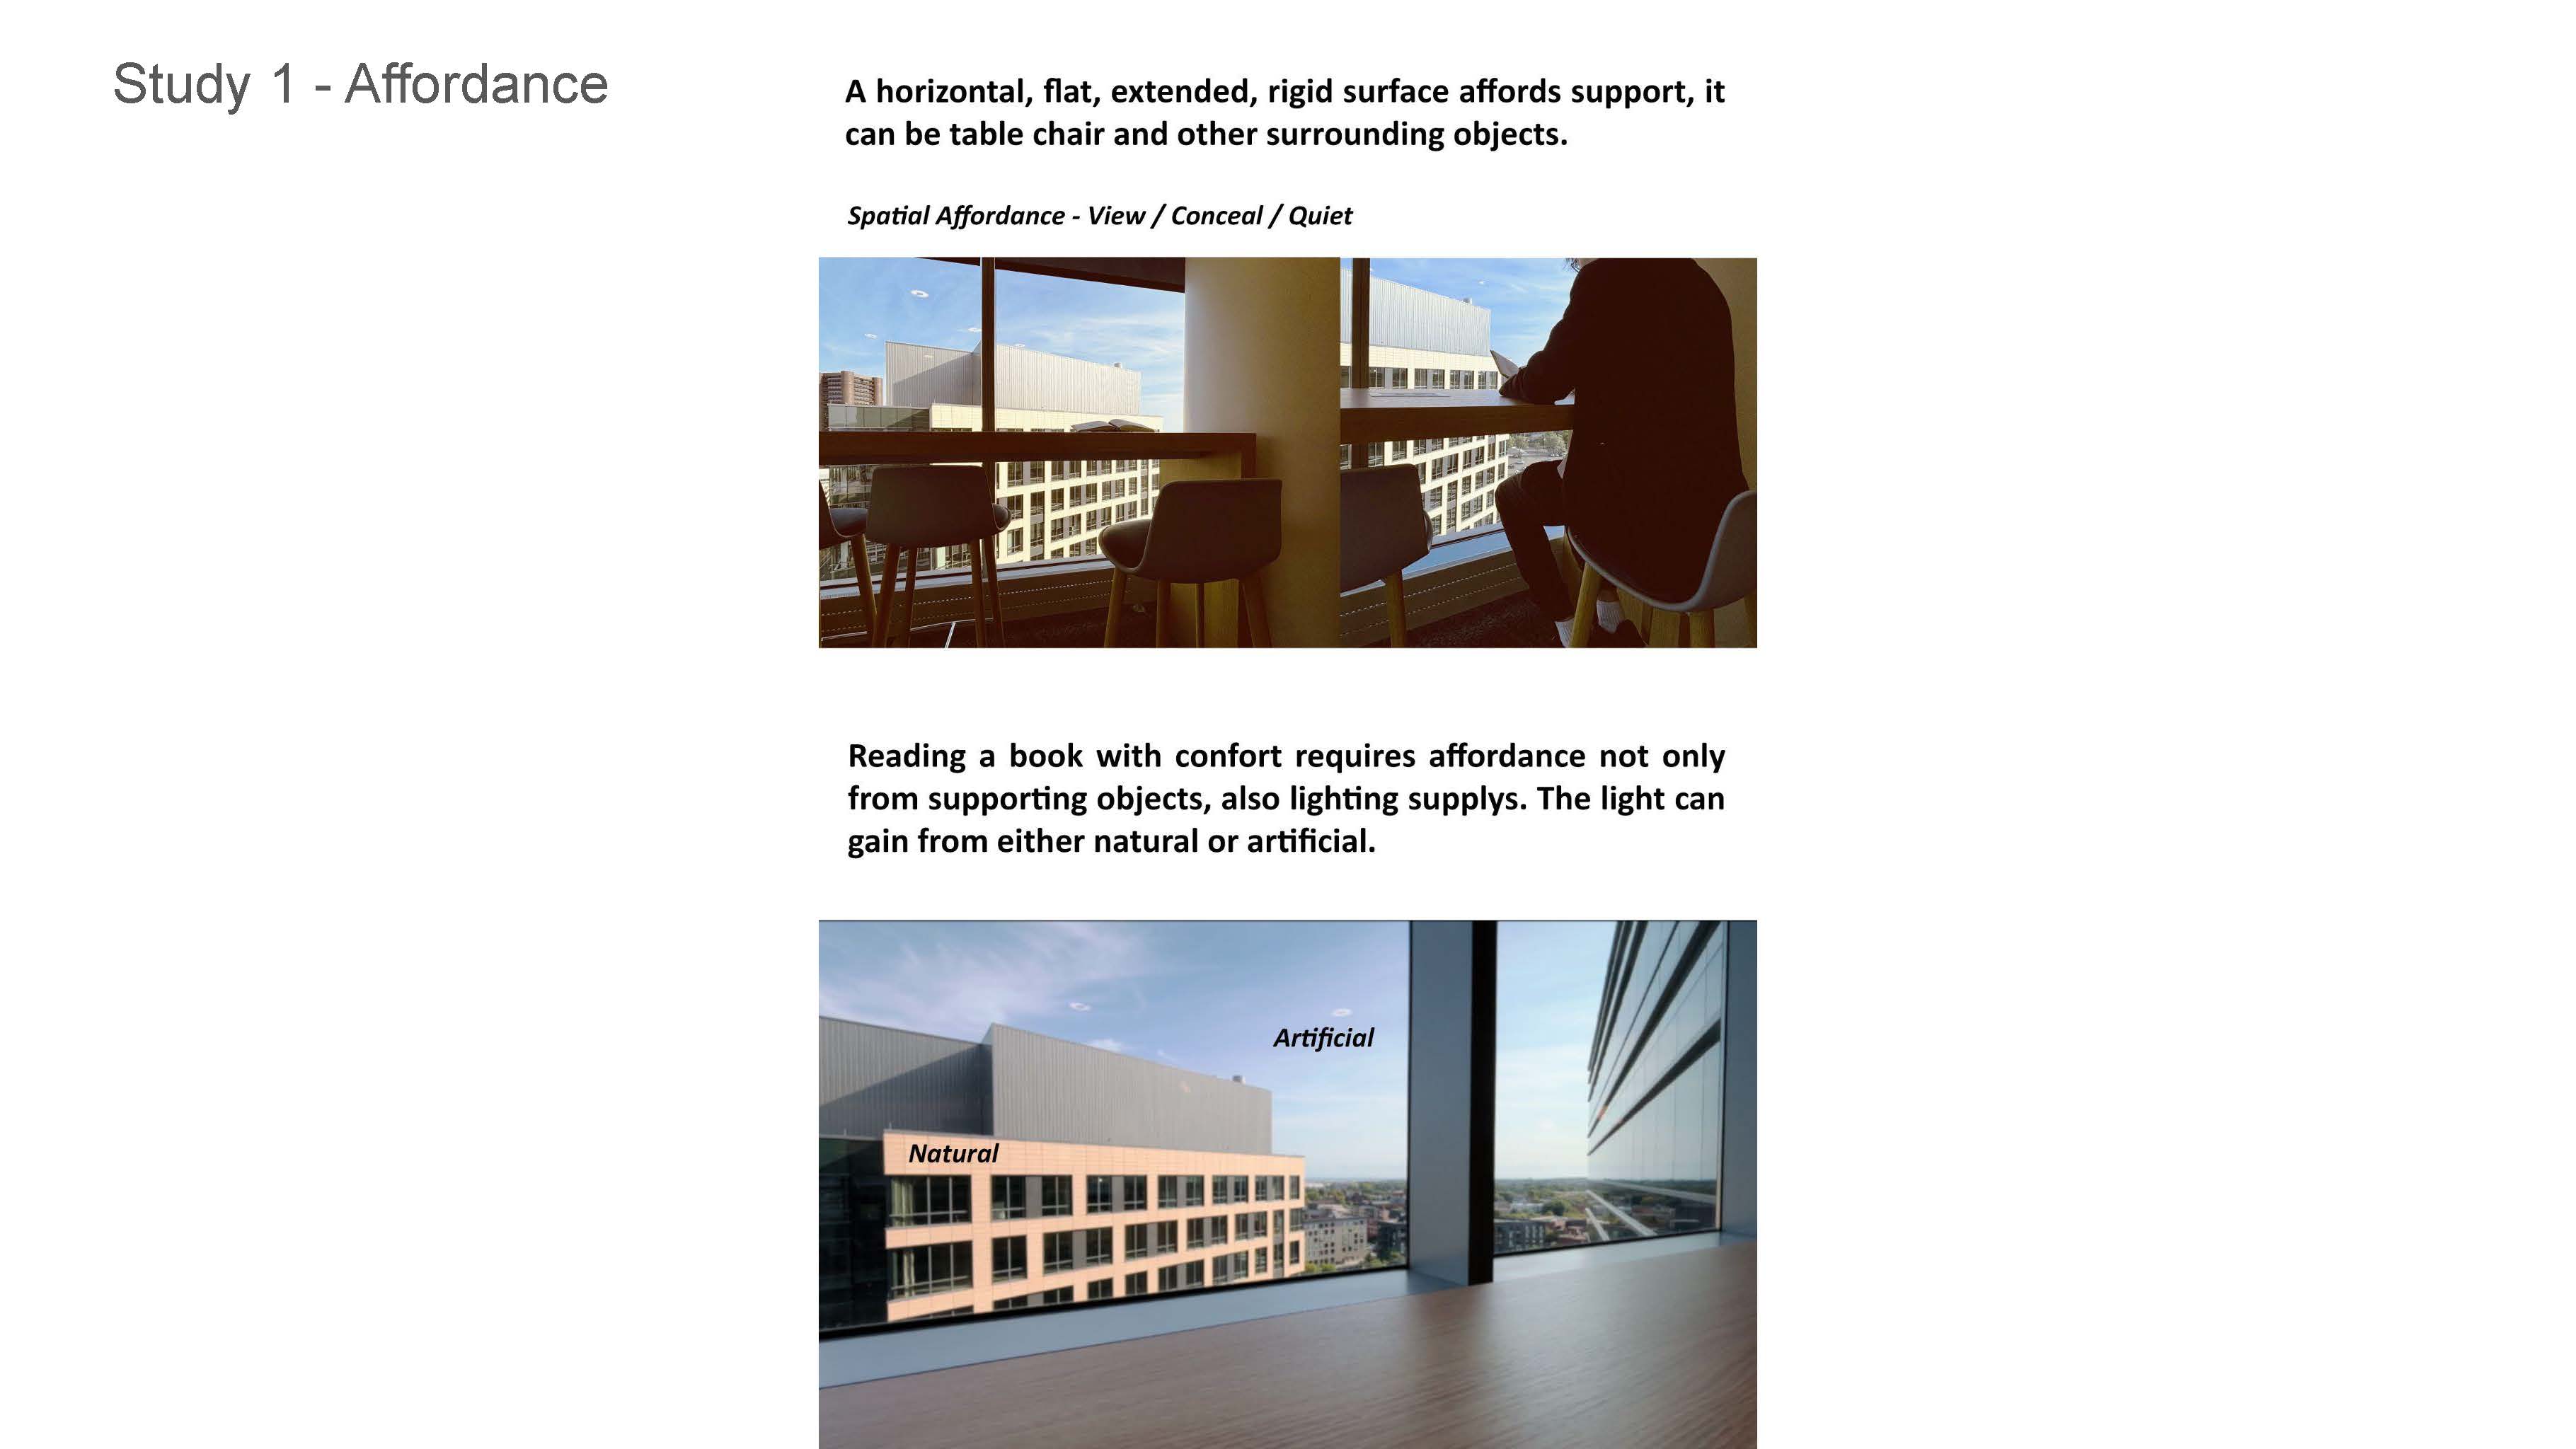 Study 1 - Affordance
A horizontal, flat, extended, rigid surface affords support, it
can be table chair and other surrounding objects.
Spatial Affordance - View / Conceal / Quiet
Reading a book with confort requires affordance not only
from supporting objects, also lighting supplys. The light can
gain from either natural or artificial.
Artificial
Natural